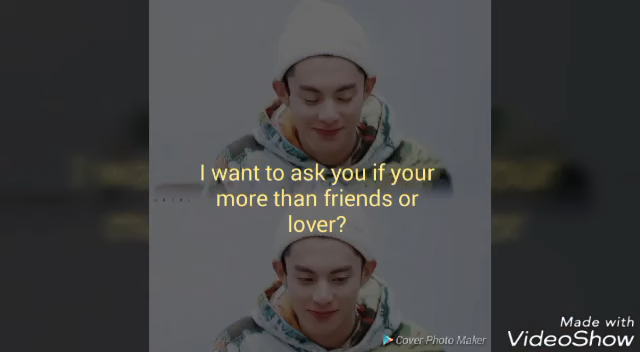 I want to ask you if your
more than friends or
lover?
Cover Photo Maker
Made with
VideoShow